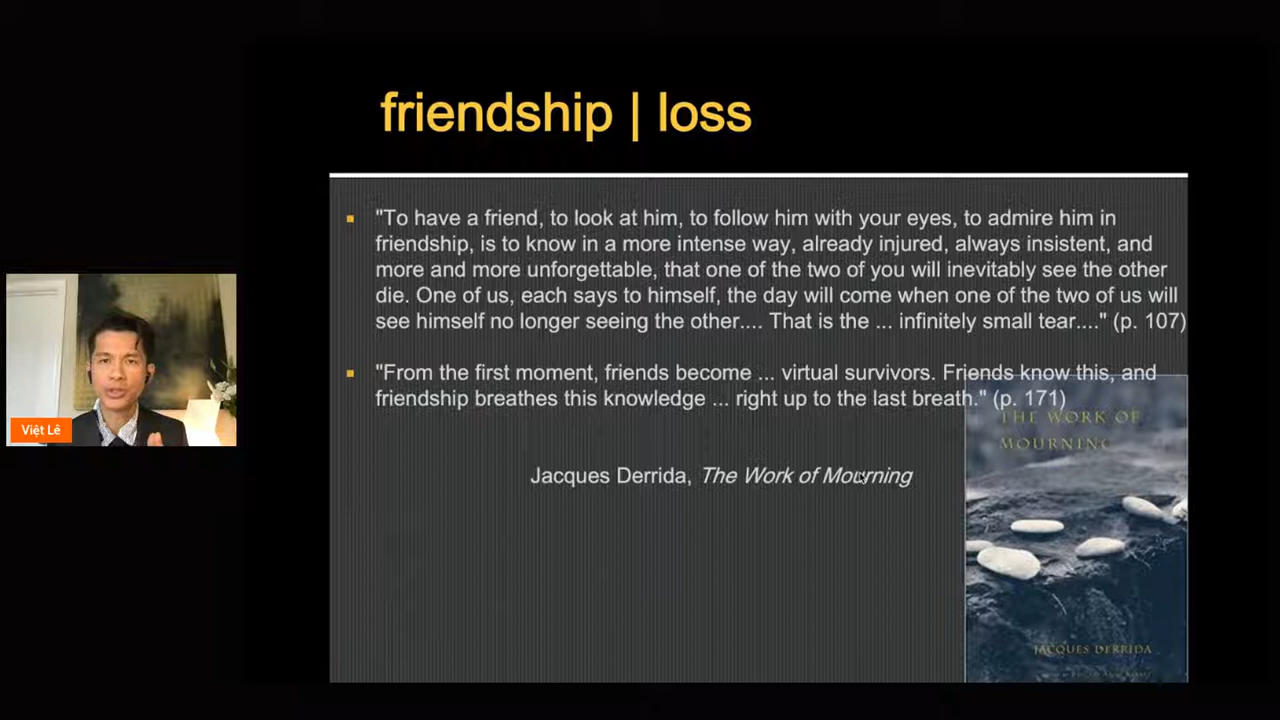 friendship | loss
"To have a friend, to look at him, to follow him with your eyes, to admire him in
friendship, is to know in a more intense way, already injured, always insistent, and
more and more unforgettable, that one of the two of you will inevitably see the other
die. One of us, each says to himself, the day will come when one of the two of us will
see himself no longer seeing the other.... That is the ... infinitely small tear...." (p. 107)
"From the first moment, friends become ... virtual survivors. Friends know this, and
friendship breathes this knowledge ... right up to the last breath." (p. 171)
Jacques Derrida, The Work of Mourning
THE WORK OF
MOURNING
JACQUES DERRIDA
Việt Lê